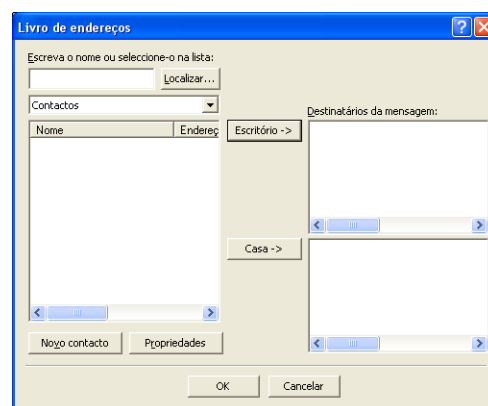 Livro de endereços
Escreva o nome ou seleccione-o na lista:
Localizar...
Contactos
Destinatários da mensagem:
Nome
Endereç
Escritório ->
Casa ->
Novo contacto
Propriedades
OK
Cancelar